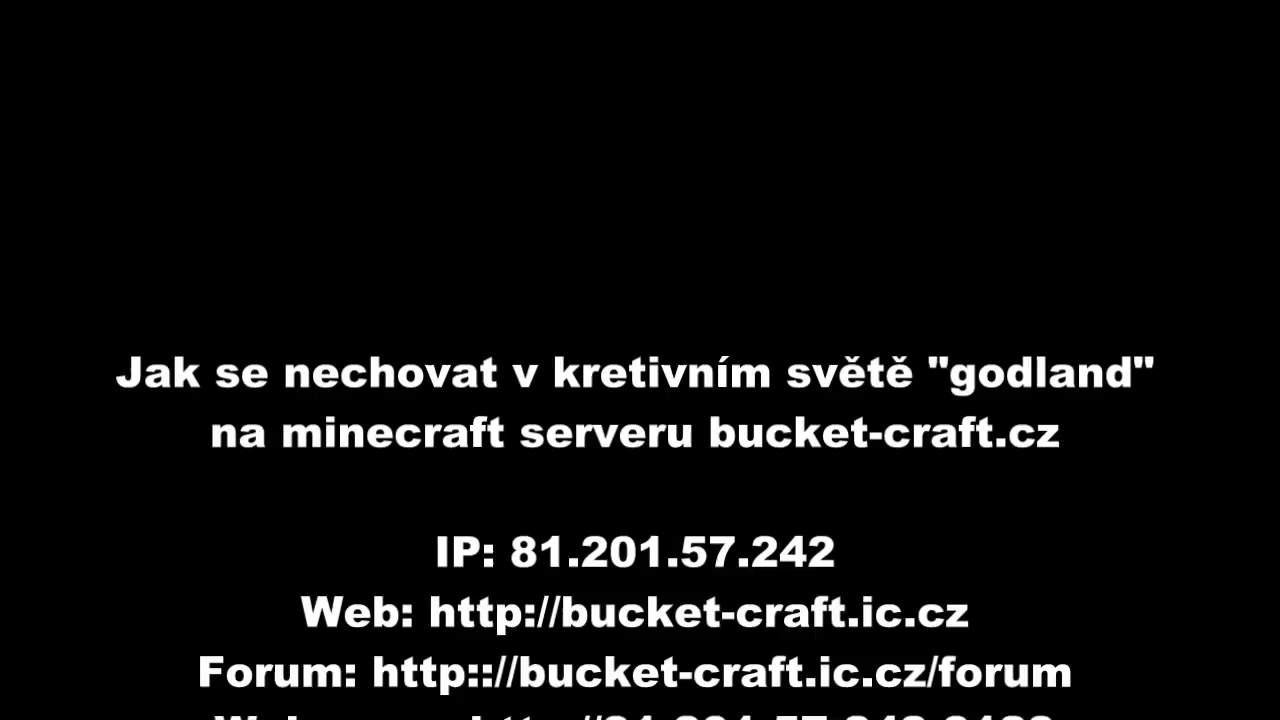 Jak se nechovat v kretivním světě "godland"
na minecraft serveru bucket-craft.cz
IP: 81.201.57.242
Web: http://bucket-craft.ic.cz
Forum: http:://bucket-craft.ic.cz/forum